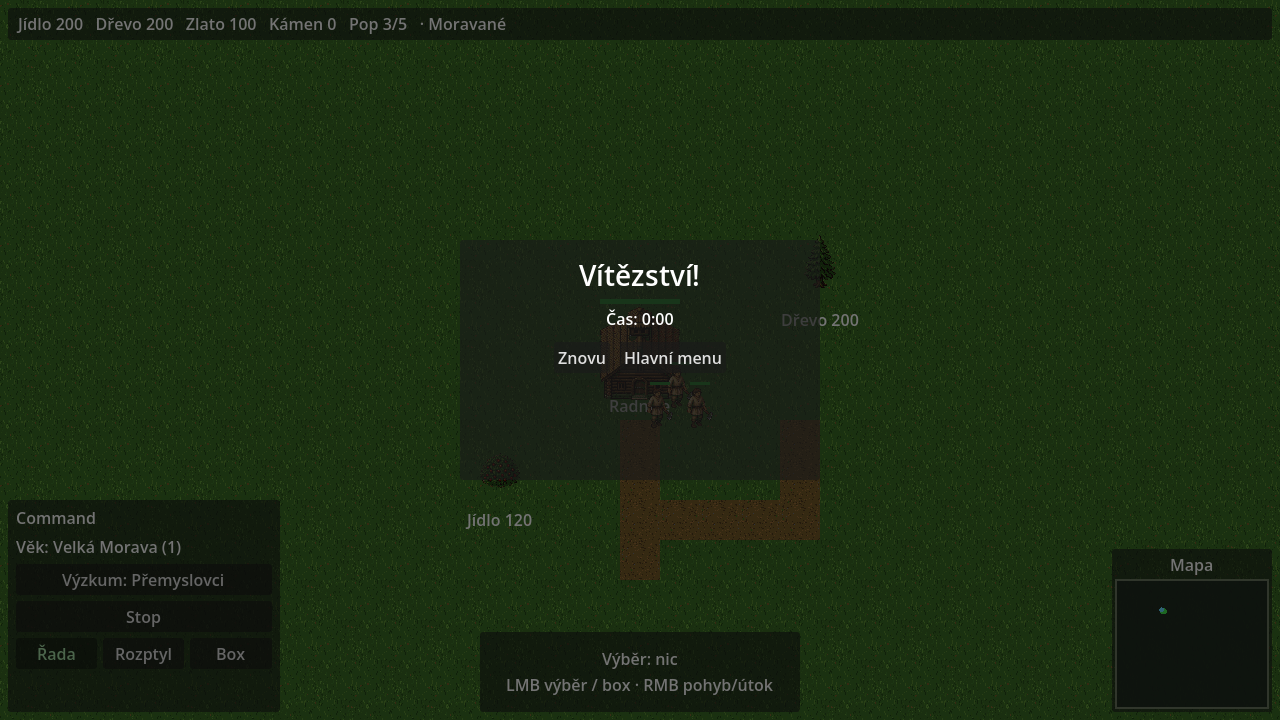 Jídlo 200 Dřevo 200 Zlato 100 Kámen 0 Pop 3/5 · Moravané
Vítězství!
Čas: 0:00
Dřevo 200
Znovu Hlavní menu
Jídlo 120
Command
Věk: Velká Morava (1)
Výzkum: Přemyslovci
Stop
Řada Rozptyl Box
Výběr: nic
LMB výběr / box · RMB pohyb/útok
Mapa